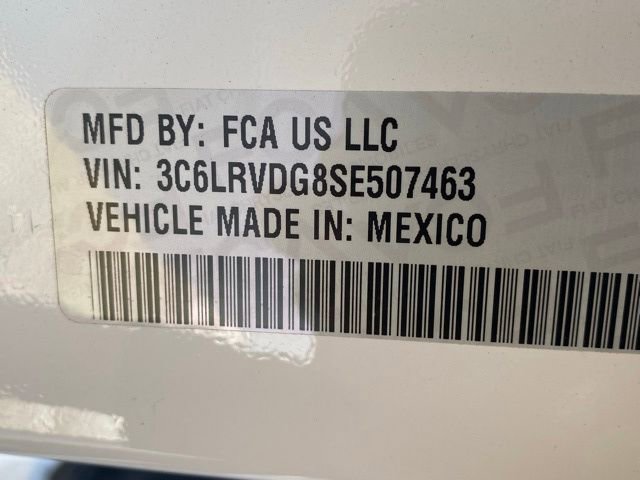 MFD BY: FCA US LLC
VIN: 3C6LRVDG8SE507463
VEHICLE MADE IN: MEXICO